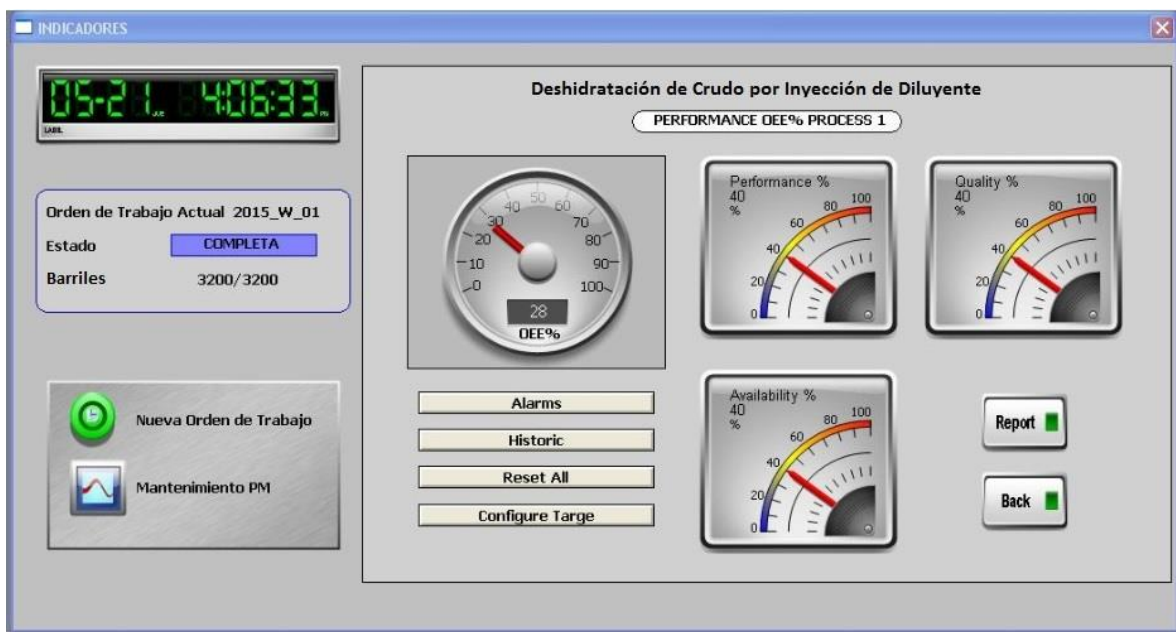 INDICADORES
05-21 JUE 4:06:33 PM
LABEL
Orden de Trabajo Actual 2015_W_01
Estado COMPLETA
Barriles 3200/3200
Nueva Orden de Trabajo
Mantenimiento PM
Deshidratación de Crudo por Inyección de Diluyente
PERFORMANCE OEE% PROCESS 1
0 10 20 30 40 50 60 70 80 90 100
28
OEE%
Performance %
40
%
0 20 40 60 80 100
Quality %
40
%
0 20 40 60 80 100
Alarms
Historic
Reset All
Configure Targe
Availability %
40
%
0 20 40 60 80 100
Report
Back